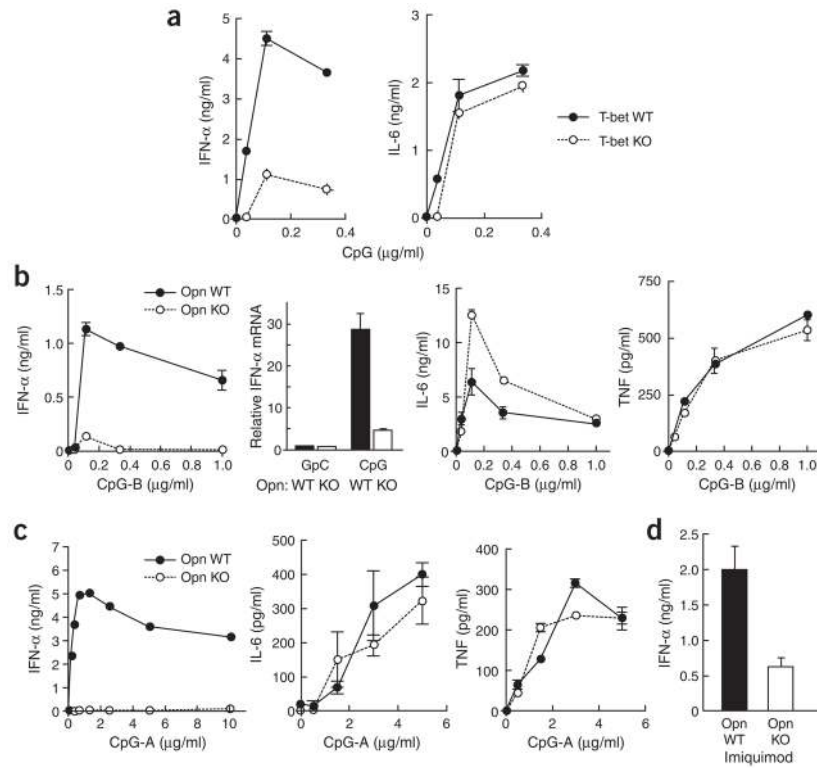 a
IFN-α (ng/ml)
5
4
3
2
1
0
0 0.2 0.4
IL-6 (ng/ml)
3
2
1
0
0 0.2 0.4
CpG (μg/ml)
T-bet WT
T-bet KO
b
Opn WT
Opn KO
IFN-α (ng/ml)
1.5
1.0
0.5
0
0 0.2 0.4 0.6 0.8 1.0
CpG-B (μg/ml)
Relative IFN-α mRNA
30
20
10
5
0
GpC CpG
Opn: WT KO WT KO
IL-6 (ng/ml)
15
10
5
0
0 0.2 0.4 0.6 0.8 1.0
CpG-B (μg/ml)
TNF (pg/ml)
750
500
250
0
0 0.2 0.4 0.6 0.8 1.0
CpG-B (μg/ml)
c
Opn WT
Opn KO
IFN-α (ng/ml)
7
6
5
4
3
2
1
0
0 2 4 6 8 10
CpG-A (μg/ml)
IL-6 (pg/ml)
600
500
400
300
200
100
0
0 2 4 6
CpG-A (μg/ml)
TNF (pg/ml)
400
300
200
100
0
0 2 4 6
CpG-A (μg/ml)
d
IFN-α (ng/ml)
2.5
2.0
1.5
1.0
0.5
0
Opn Opn
WT KO
Imiquimod